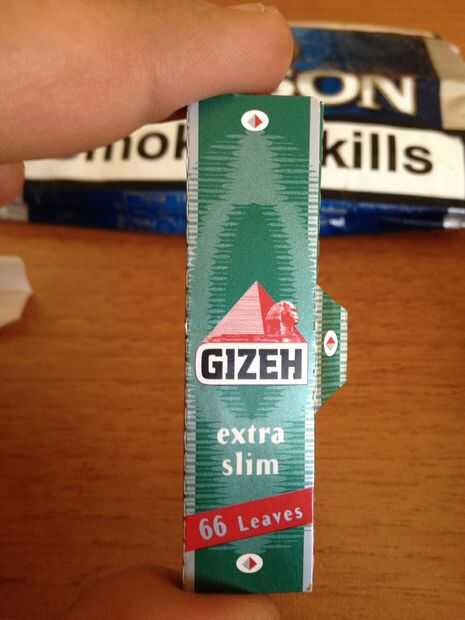 SON
kills
GIZEH
extra
slim
66 Leaves